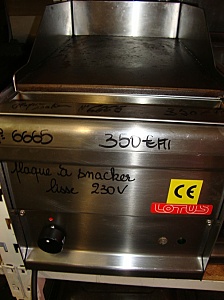 6665 350€ HT
Plaque à snacker
lisse 230V
CE
LOTUS